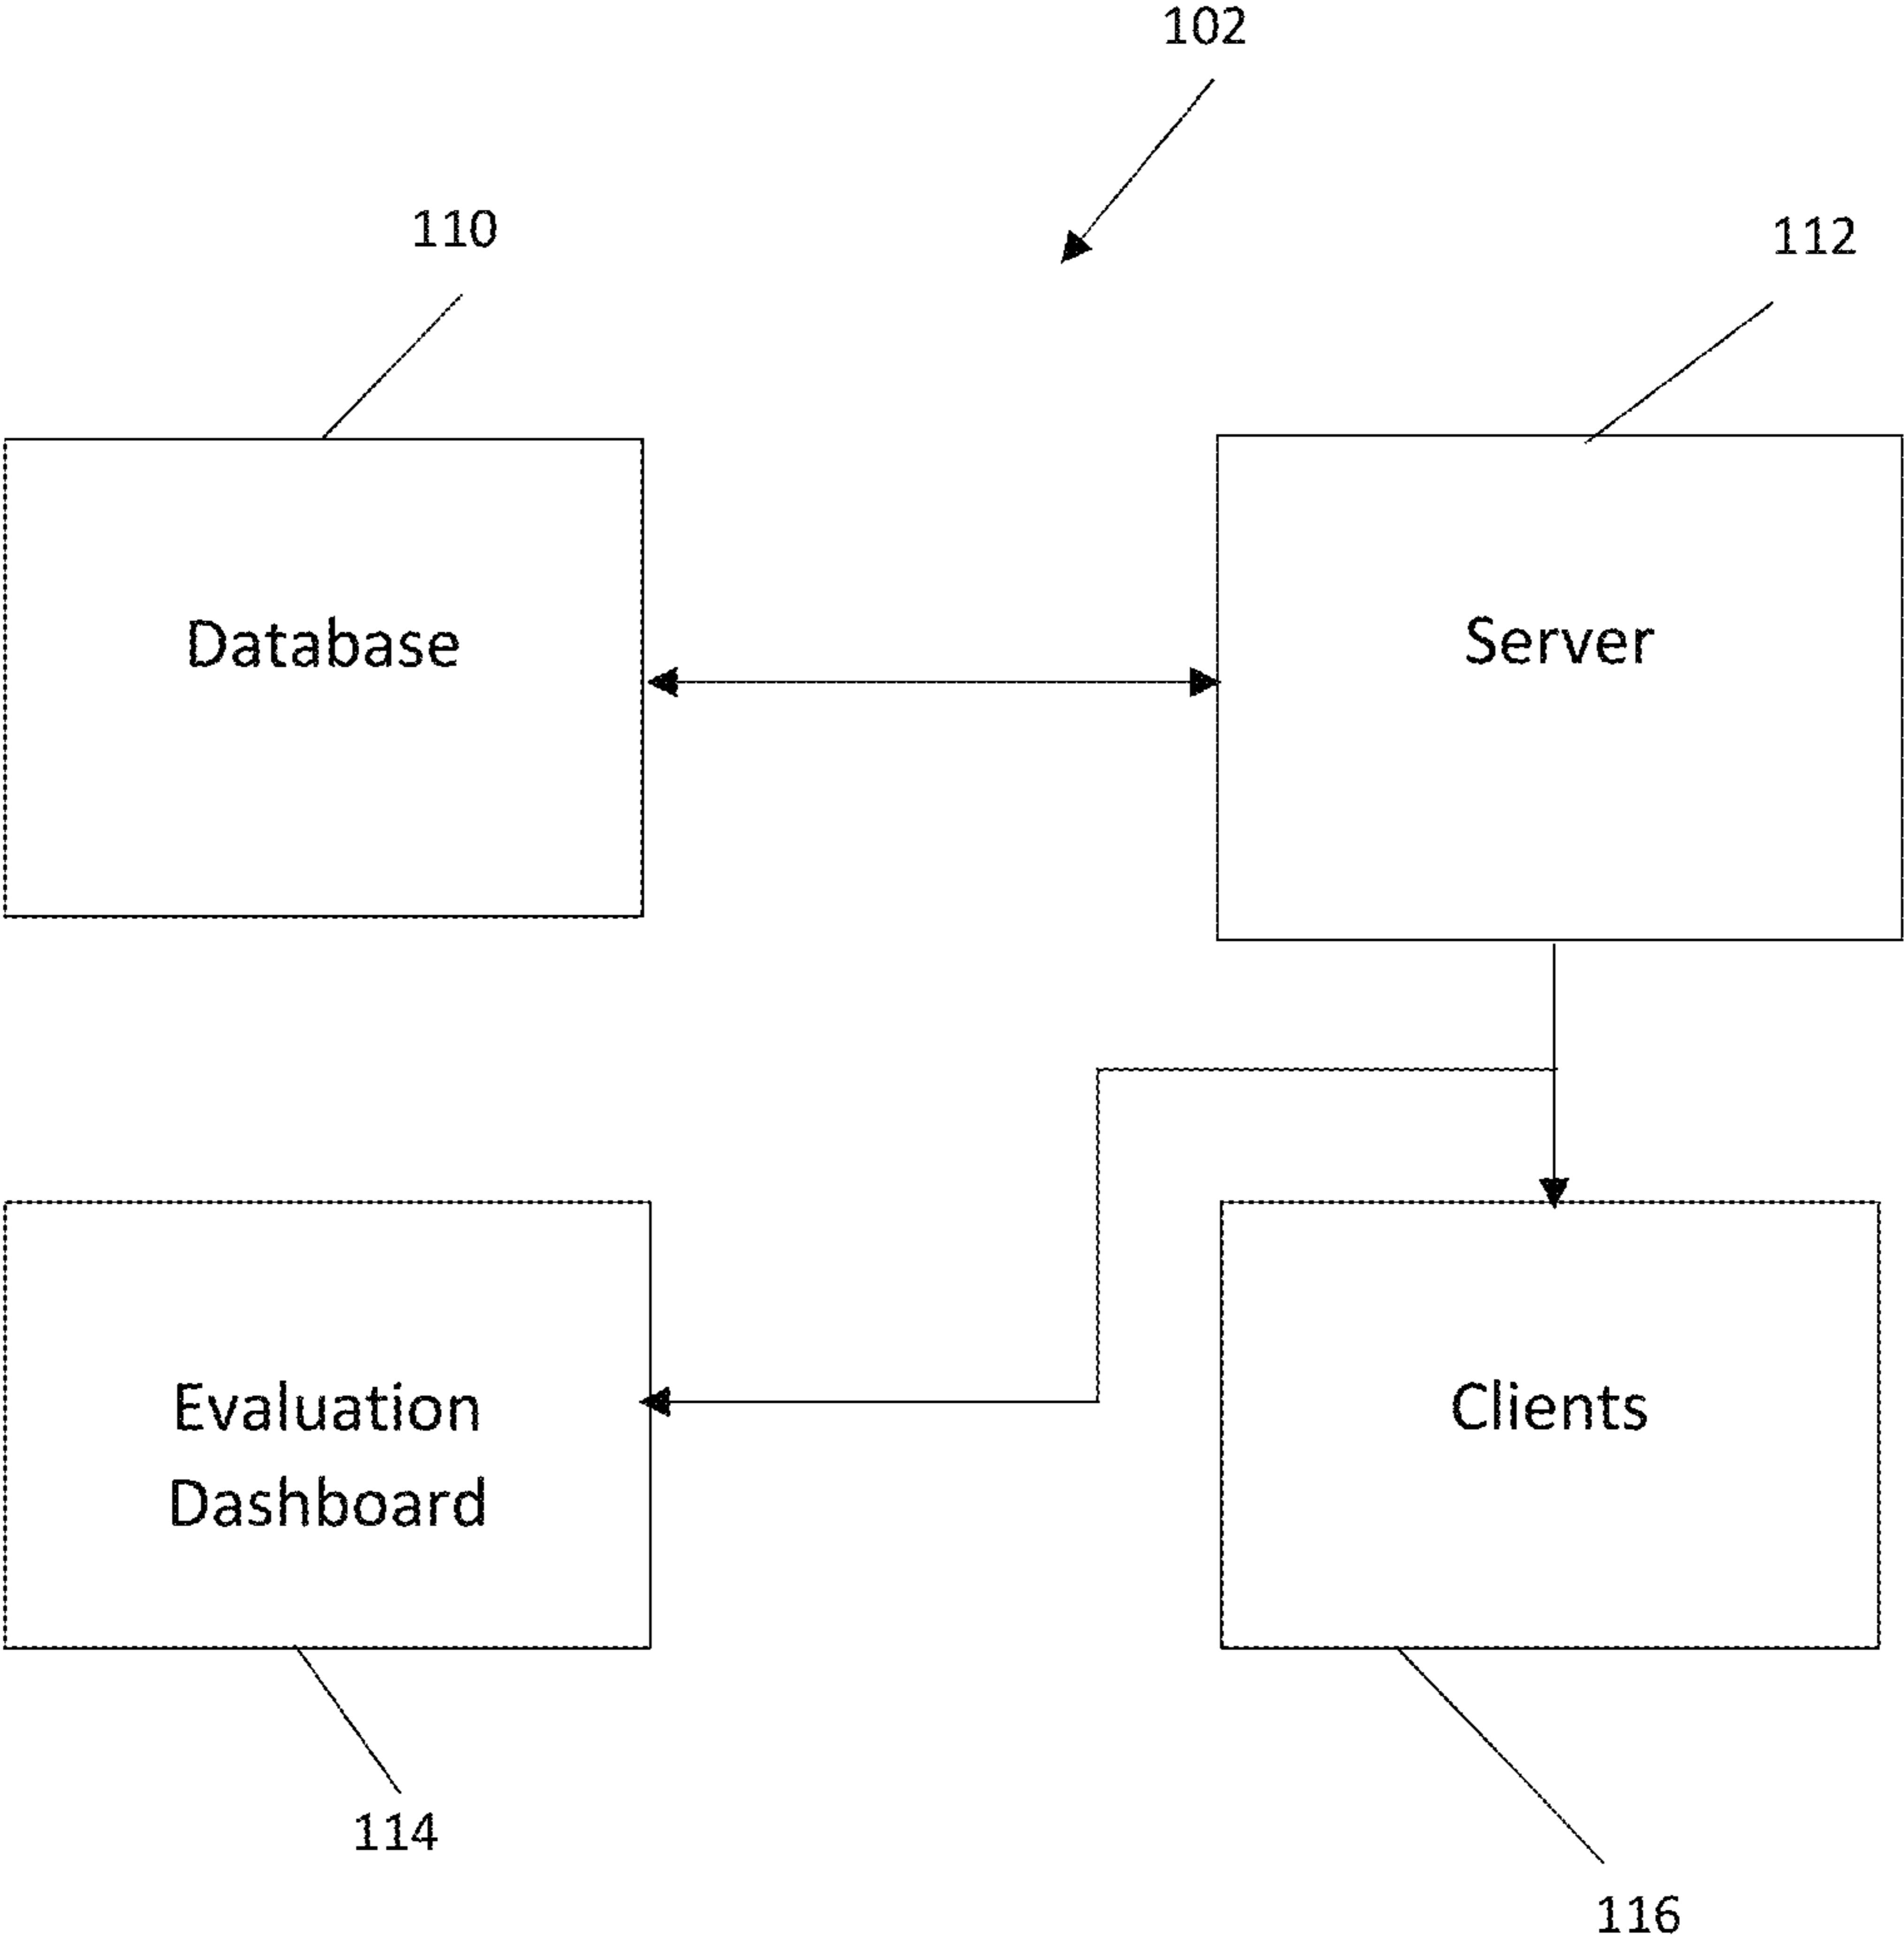 102
110
112
Database
Server
Evaluation
Dashboard
Clients
114
116